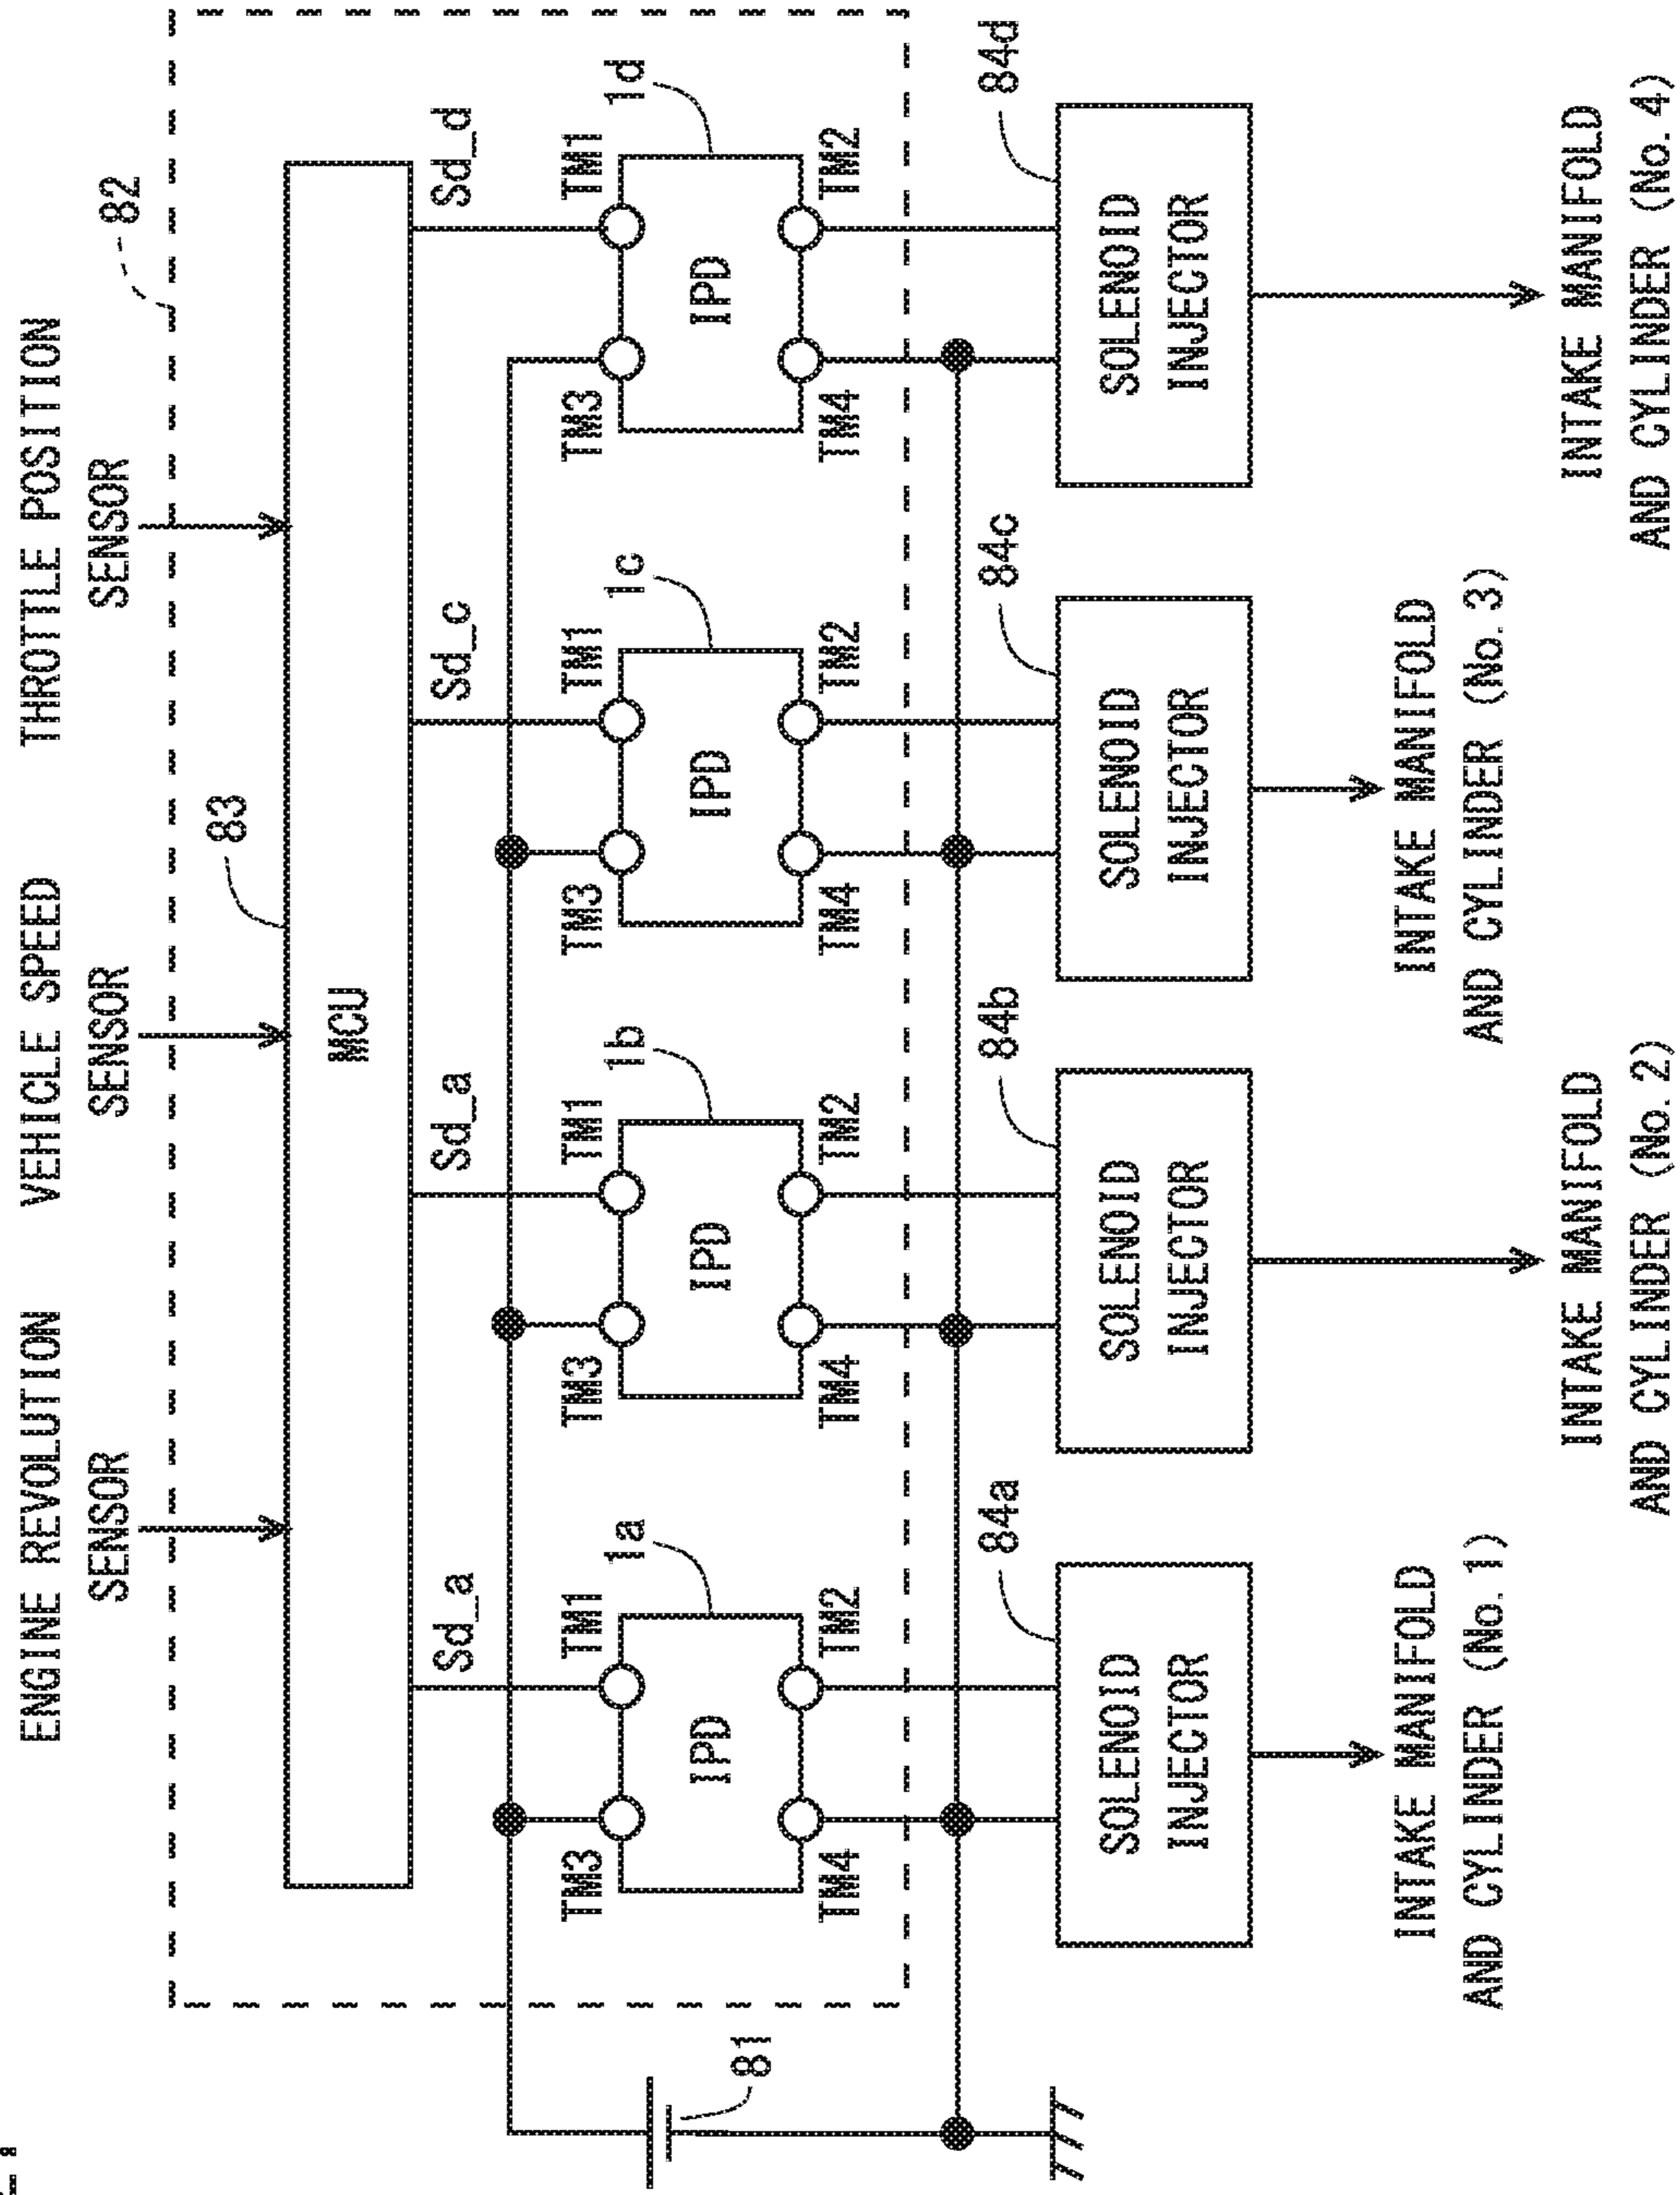 ENGINE REVOLUTION
SENSOR
VEHICLE SPEED
SENSOR
THROTTLE POSITION
SENSOR
82
83
MCU
Sd_a
Sd_a
Sd_c
Sd_d
TM3
TM1
1a
IPD
TM4
TM2
TM3
TM1
1b
IPD
TM4
TM2
TM3
TM1
1c
IPD
TM4
TM2
TM3
TM1
1d
IPD
TM4
TM2
81
84a
SOLENOID
INJECTOR
84b
SOLENOID
INJECTOR
84c
SOLENOID
INJECTOR
84d
SOLENOID
INJECTOR
INTAKE MANIFOLD
AND CYLINDER (No. 1)
INTAKE MANIFOLD
AND CYLINDER (No. 2)
INTAKE MANIFOLD
AND CYLINDER (No. 3)
INTAKE MANIFOLD
AND CYLINDER (No. 4)